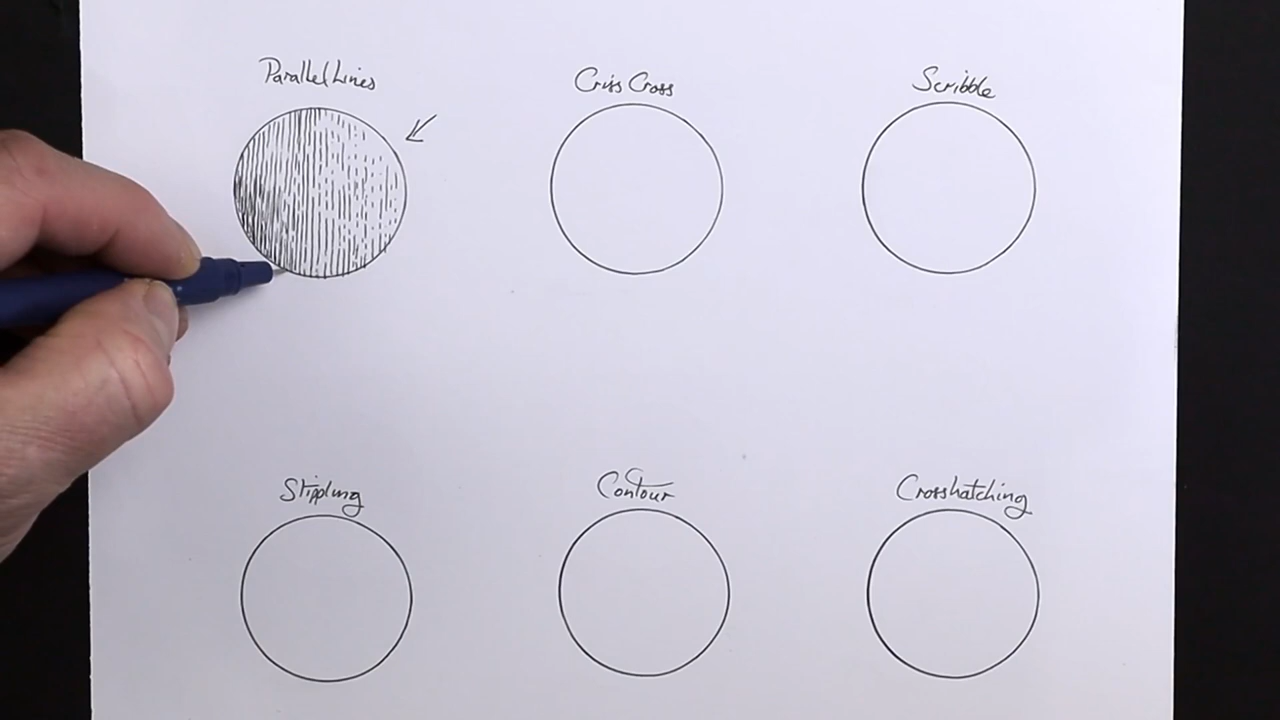 Parallel Lines
Criss Cross
Scribble
Stippling
Contour
Crosshatching